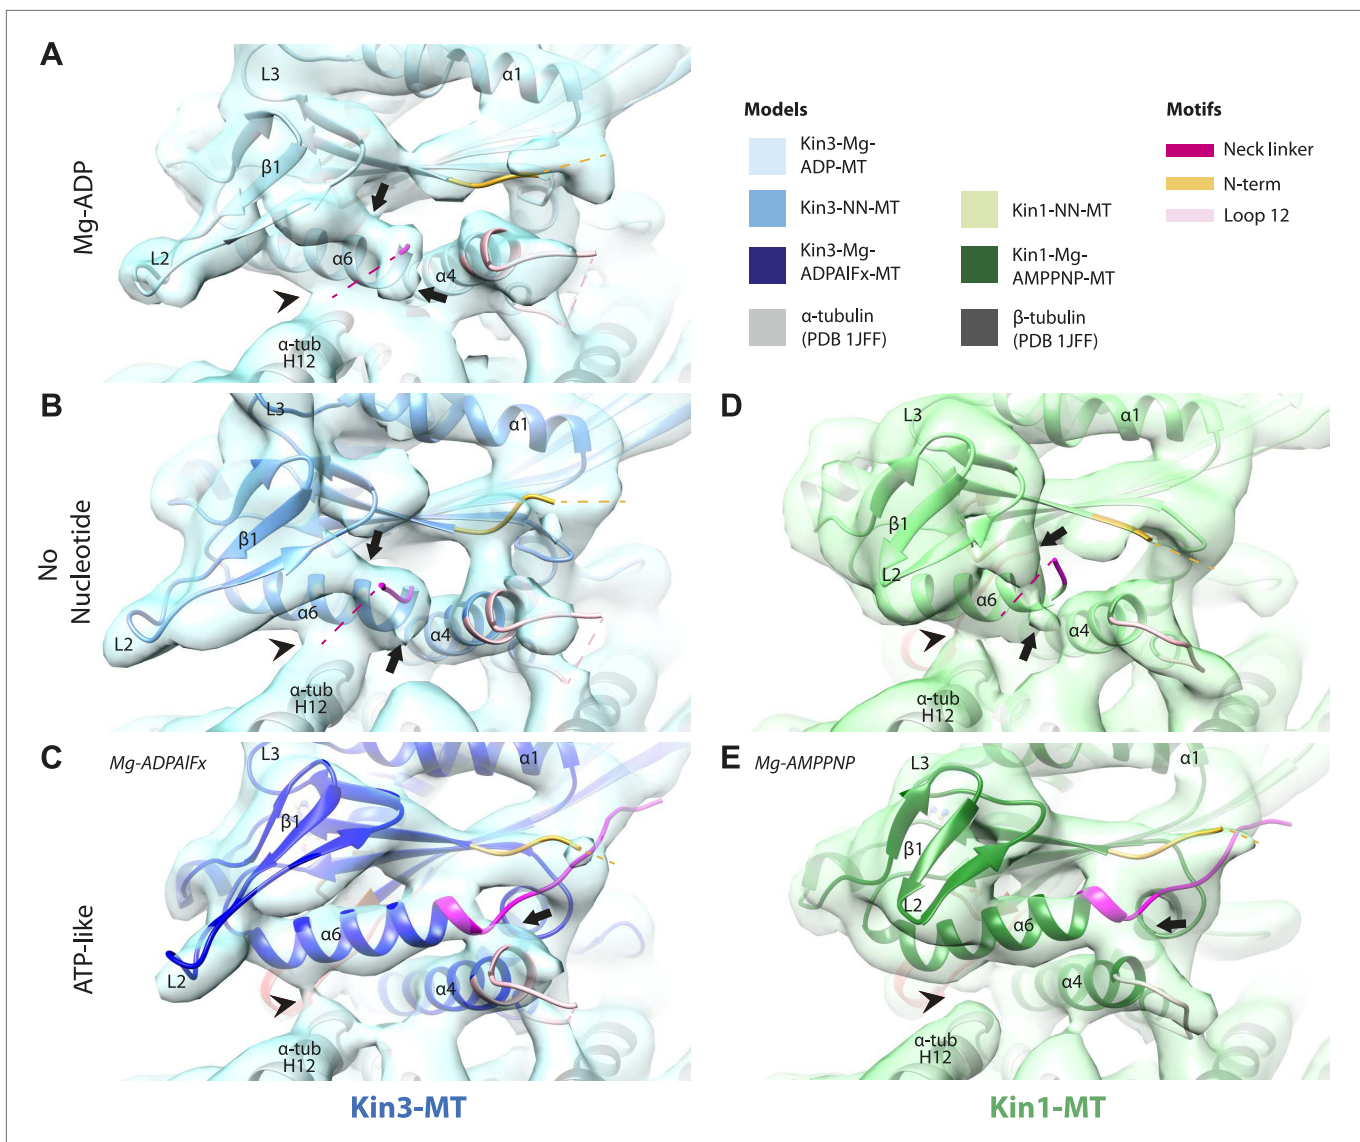 A
Mg-ADP
L3
α1
β1
L2
α6
α4
α-tub
H12
Models
Kin3-Mg-
ADP-MT
Kin3-NN-MT
Kin3-Mg-
ADPAlFx-MT
α-tubulin
(PDB 1JFF)
Kin1-NN-MT
Kin1-Mg-
AMPPNP-MT
β-tubulin
(PDB 1JFF)
Motifs
Neck linker
N-term
Loop 12
B
No
Nucleotide
L3
α1
β1
α6
α4
L2
α-tub
H12
D
L3
α1
β1
L2
α6
α4
α-tub
H12
C
Mg-ADPAlFx
ATP-like
L3
α1
β1
α6
L2
α4
α-tub
H12
E
Mg-AMPPNP
L3
α1
β1
L2
α6
α4
α-tub
H12
Kin3-MT
Kin1-MT